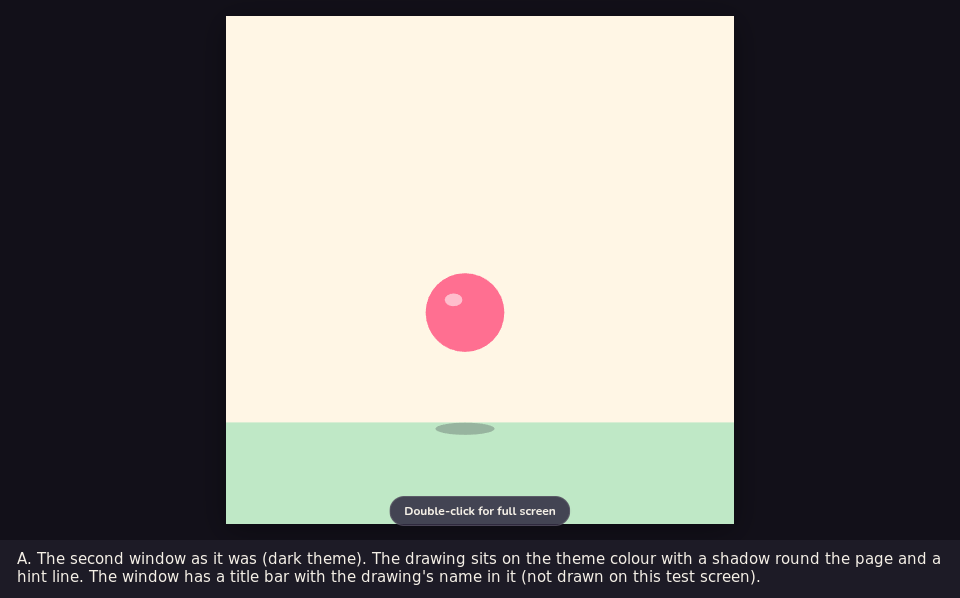 Double-click for full screen
A. The second window as it was (dark theme). The drawing sits on the theme colour with a shadow round the page and a
hint line. The window has a title bar with the drawing's name in it (not drawn on this test screen).